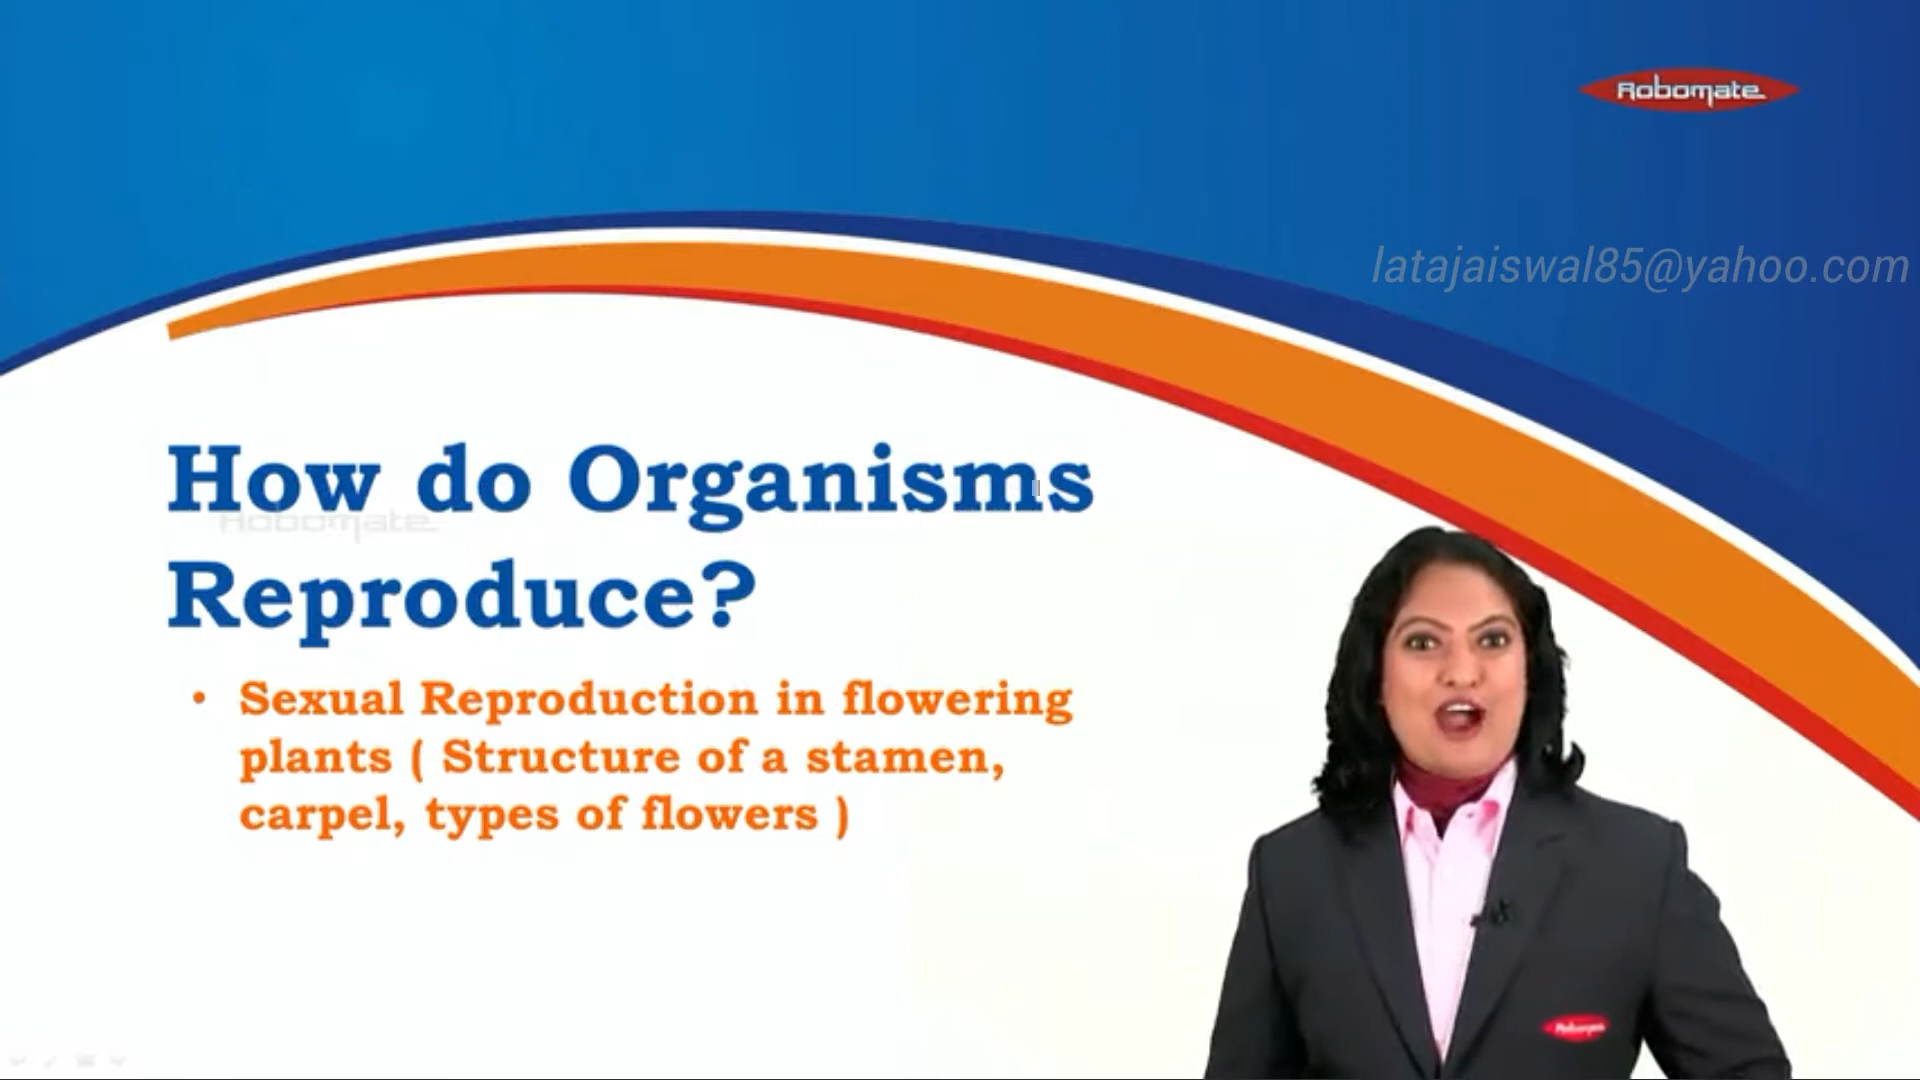 Robomate
latajaiswal85@yahoo.com
How do Organisms
Robomate
Reproduce?
• Sexual Reproduction in flowering
plants ( Structure of a stamen,
carpel, types of flowers )